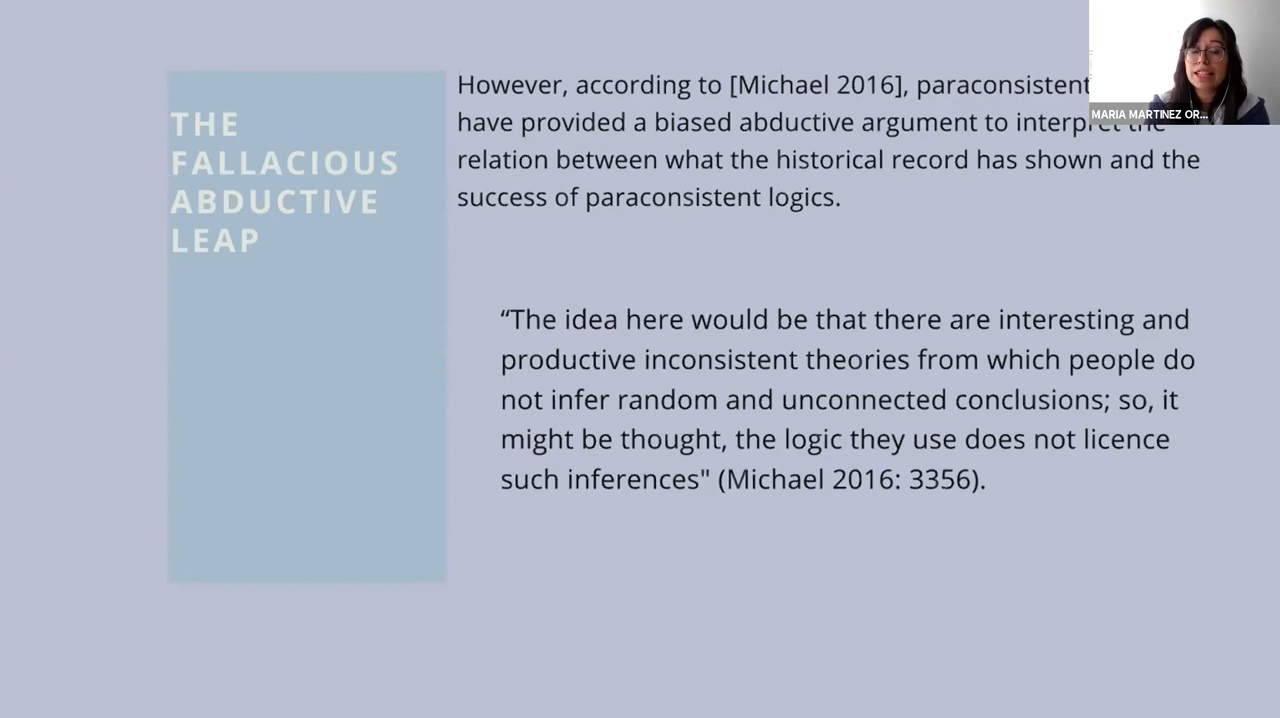 THE
FALLACIOUS
ABDUCTIVE
LEAP
However, according to [Michael 2016], paraconsistent
have provided a biased abductive argument to interpret the
relation between what the historical record has shown and the
success of paraconsistent logics.
“The idea here would be that there are interesting and
productive inconsistent theories from which people do
not infer random and unconnected conclusions; so, it
might be thought, the logic they use does not licence
such inferences" (Michael 2016: 3356).
MARIA MARTINEZ OR...